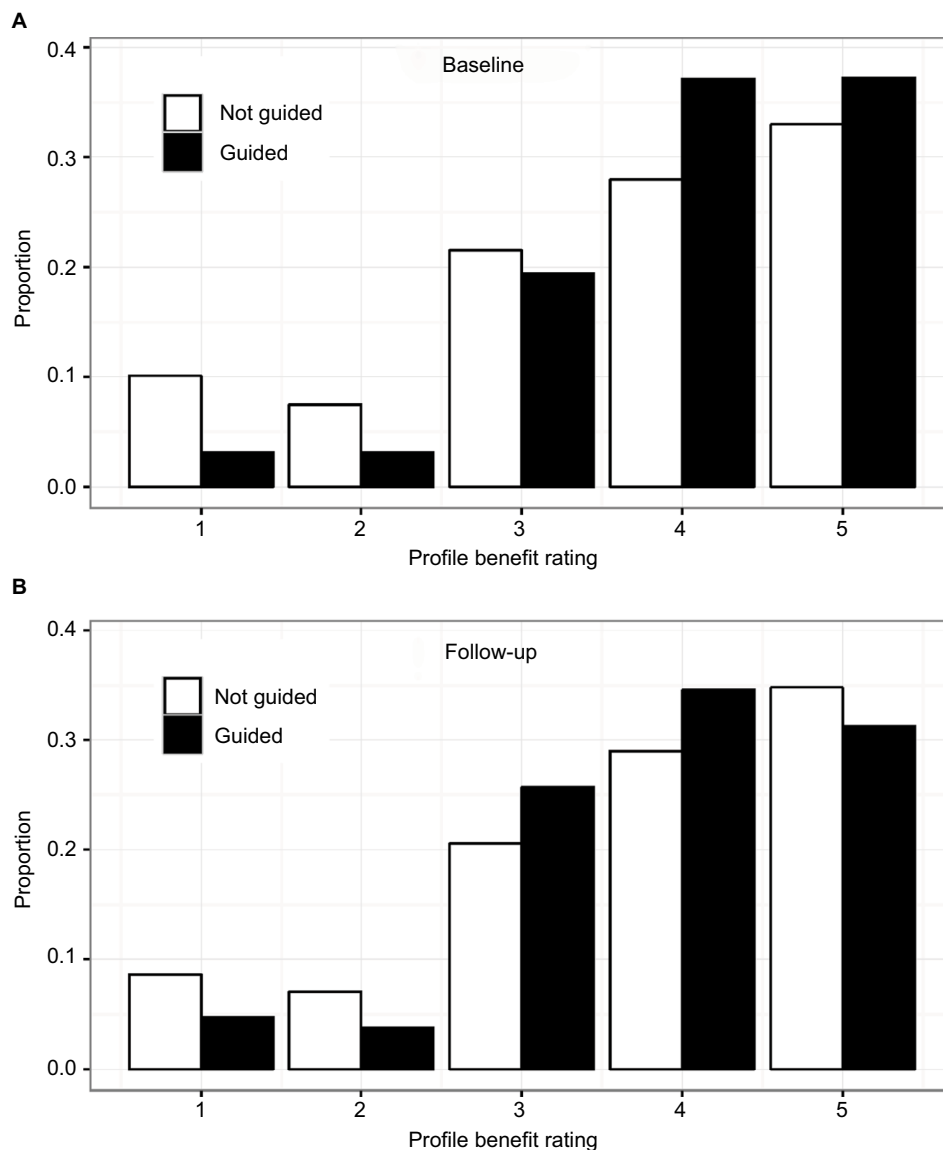 A
Baseline
Not guided
Guided
0.4
0.3
0.2
0.1
0.0
Proportion
1 2 3 4 5
Profile benefit rating
B
Follow-up
Not guided
Guided
0.4
0.3
0.2
0.1
0.0
Proportion
1 2 3 4 5
Profile benefit rating